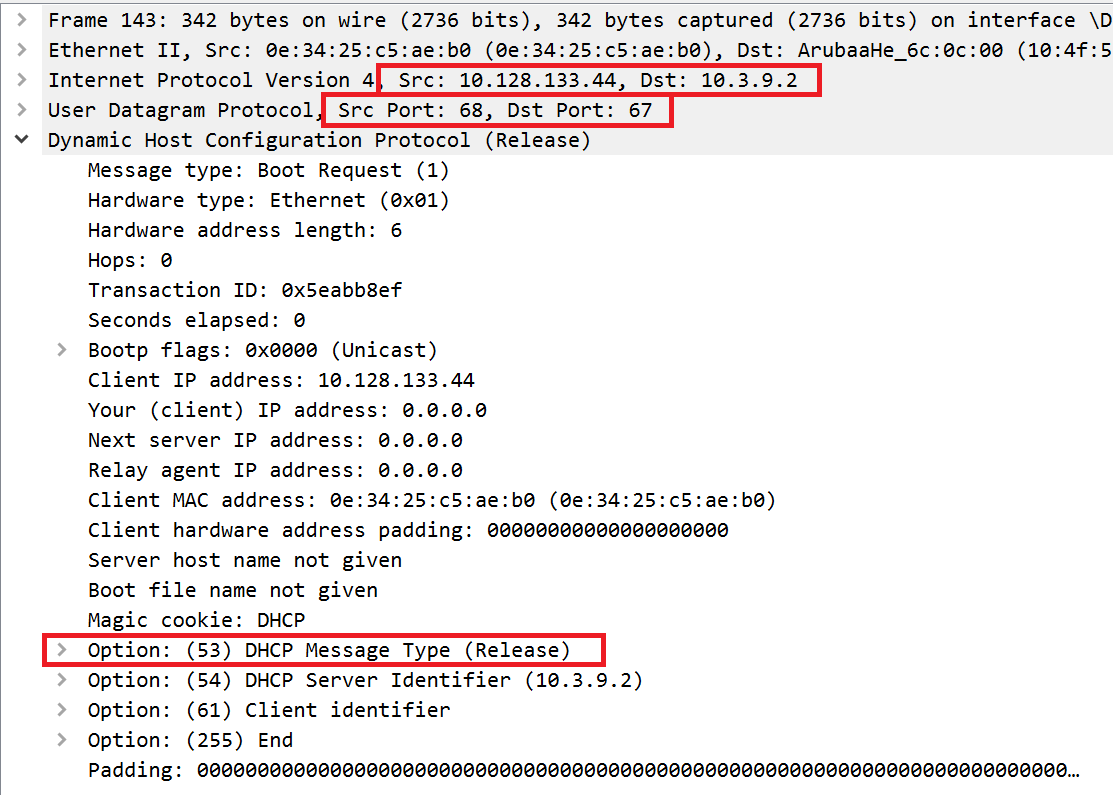 Frame 143: 342 bytes on wire (2736 bits), 342 bytes captured (2736 bits) on interface \D
Ethernet II, Src: 0e:34:25:c5:ae:b0 (0e:34:25:c5:ae:b0), Dst: ArubaaHe_6c:0c:00 (10:4f:5
Internet Protocol Version 4, Src: 10.128.133.44, Dst: 10.3.9.2
User Datagram Protocol, Src Port: 68, Dst Port: 67
Dynamic Host Configuration Protocol (Release)
Message type: Boot Request (1)
Hardware type: Ethernet (0x01)
Hardware address length: 6
Hops: 0
Transaction ID: 0x5eabb8ef
Seconds elapsed: 0
Bootp flags: 0x0000 (Unicast)
Client IP address: 10.128.133.44
Your (client) IP address: 0.0.0.0
Next server IP address: 0.0.0.0
Relay agent IP address: 0.0.0.0
Client MAC address: 0e:34:25:c5:ae:b0 (0e:34:25:c5:ae:b0)
Client hardware address padding: 00000000000000000000
Server host name not given
Boot file name not given
Magic cookie: DHCP
Option: (53) DHCP Message Type (Release)
Option: (54) DHCP Server Identifier (10.3.9.2)
Option: (61) Client identifier
Option: (255) End
Padding: 000000000000000000000000000000000000000000000000000000000000000000000000…